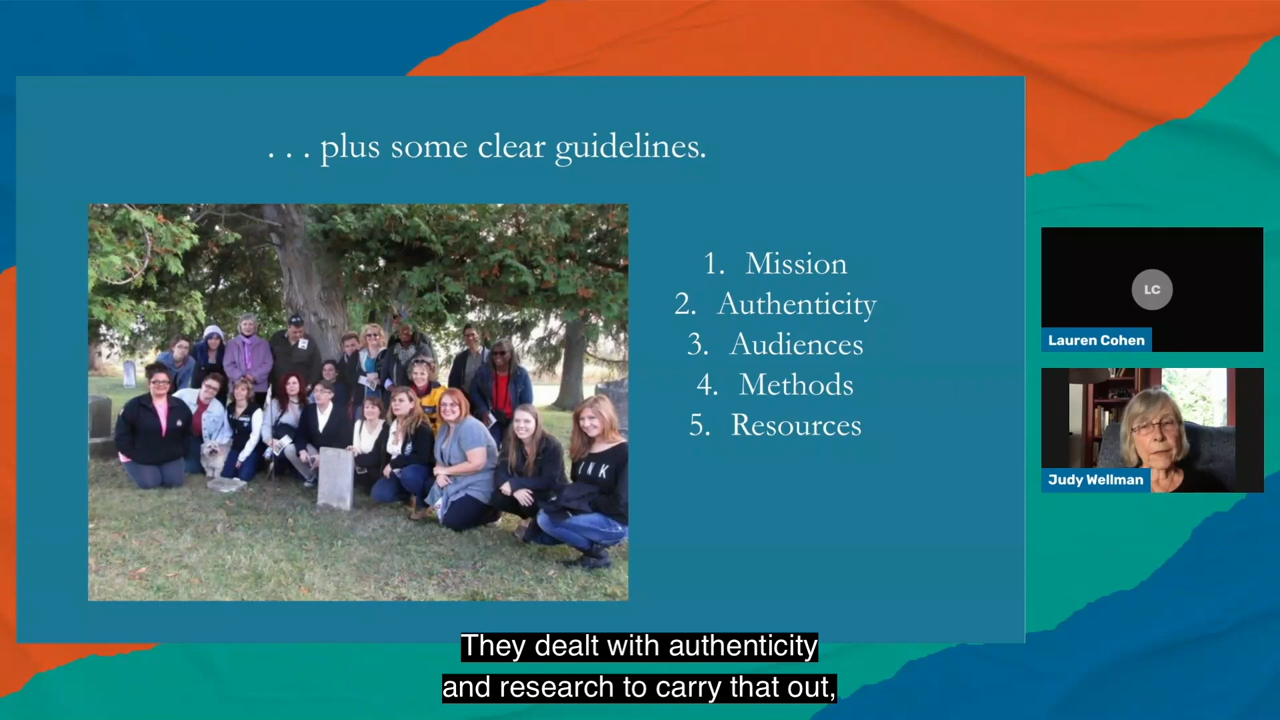 . . . plus some clear guidelines.
1. Mission
2. Authenticity
3. Audiences
4. Methods
5. Resources
INK
LC
Lauren Cohen
Judy Wellman
They dealt with authenticity
and research to carry that out,